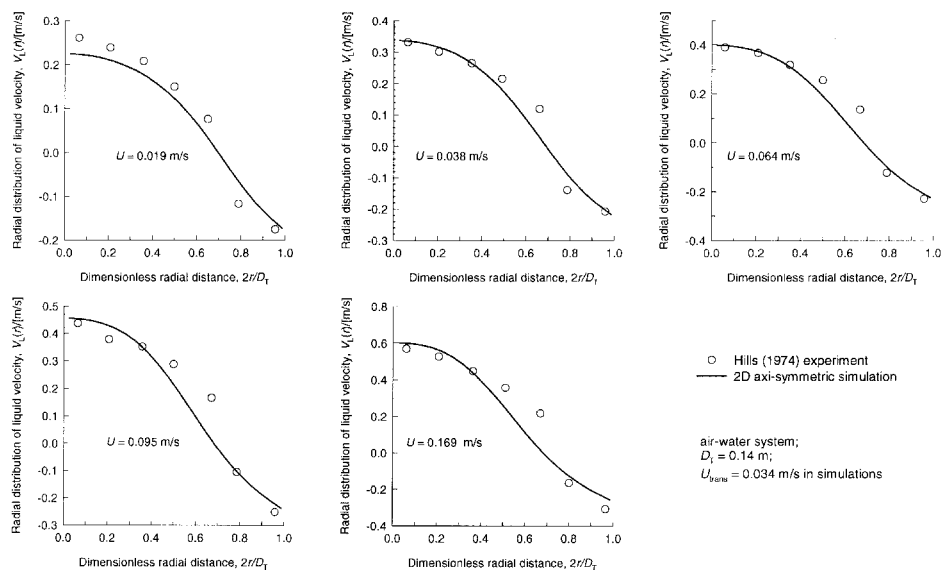 Radial distribution of liquid velocity, V_L(r)/[m/s]
0.3
0.2
0.1
0.0
-0.1
-0.2
U = 0.019 m/s
0.0 0.2 0.4 0.6 0.8 1.0
Dimensionless radial distance, 2r/D_T
Radial distribution of liquid velocity, V_L(r)/[m/s]
0.4
0.3
0.2
0.1
0.0
-0.1
-0.2
-0.3
U = 0.038 m/s
0.0 0.2 0.4 0.6 0.8 1.0
Dimensionless radial distance, 2r/D_T
Radial distribution of liquid velocity, V_L(r)/[m/s]
0.4
0.2
0.0
-0.2
-0.4
U = 0.064 m/s
0.0 0.2 0.4 0.6 0.8 1.0
Dimensionless radial distance, 2r/D_T
Radial distribution of liquid velocity, V_L(r)/[m/s]
0.5
0.4
0.3
0.2
0.1
0.0
-0.1
-0.2
-0.3
U = 0.095 m/s
0.0 0.2 0.4 0.6 0.8 1.0
Dimensionless radial distance, 2r/D_T
Radial distribution of liquid velocity, V_L(r)/[m/s]
0.8
0.6
0.4
0.2
0.0
-0.2
-0.4
U = 0.169 m/s
0.0 0.2 0.4 0.6 0.8 1.0
Dimensionless radial distance, 2r/D_T
Hills (1974) experiment
2D axi-symmetric simulation
air-water system;
D_T = 0.14 m;
U_trans = 0.034 m/s in simulations